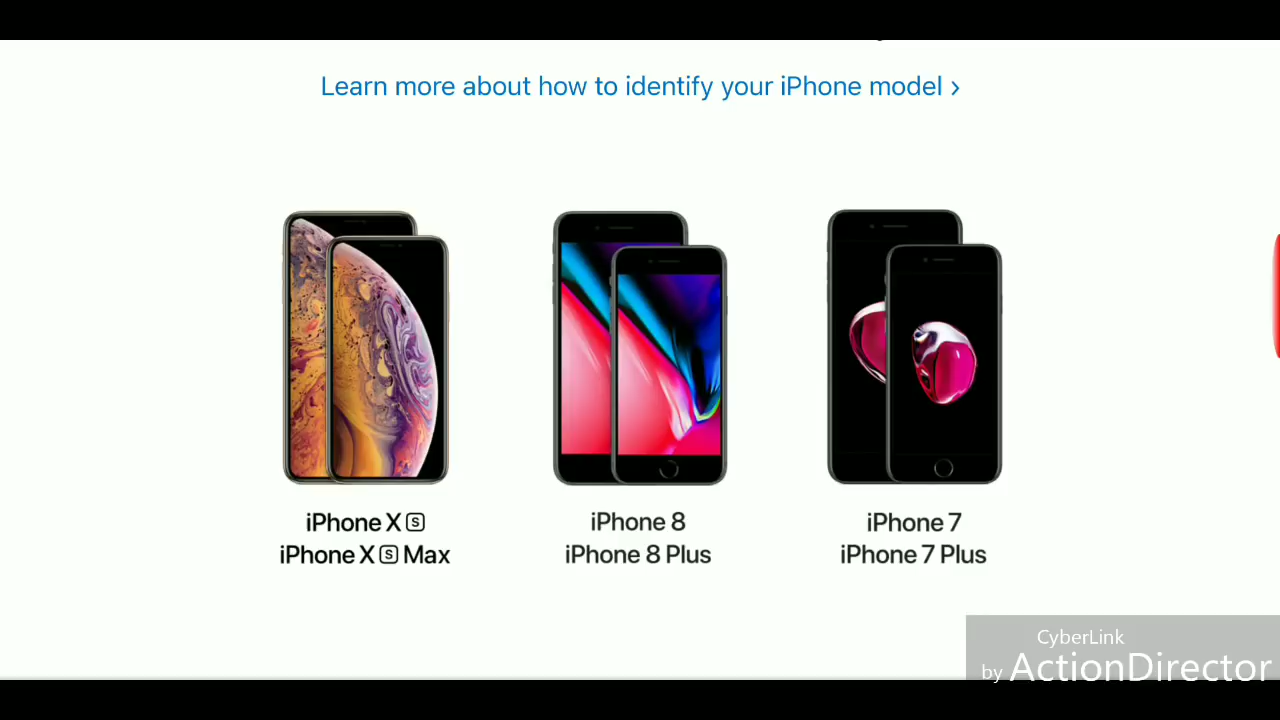 Learn more about how to identify your iPhone model ›
iPhone X🅂
iPhone X🅂 Max
iPhone 8
iPhone 8 Plus
iPhone 7
iPhone 7 Plus
CyberLink
by ActionDirector